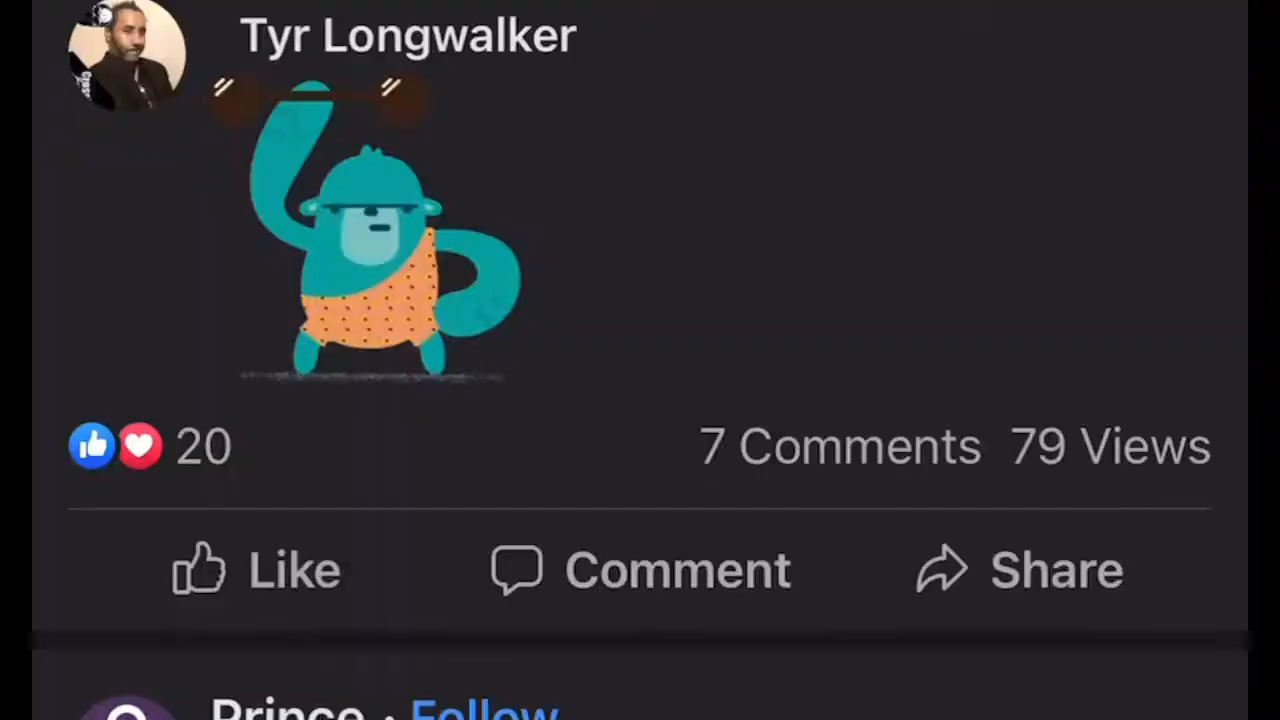 Tyr Longwalker
20
7 Comments 79 Views
Like Comment Share
Prince · Follow